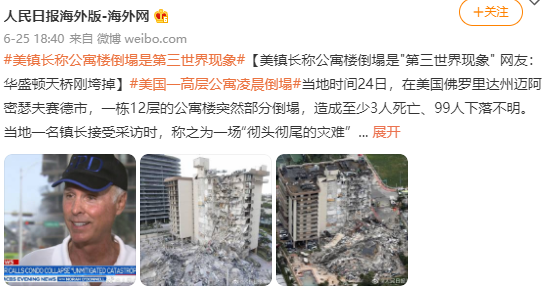 人民日报海外版-海外网
+关注
6-25 18:40 来自 微博 weibo.com
#美镇长称公寓楼倒塌是第三世界现象#【美镇长称公寓楼倒塌是"第三世界现象" 网友:
华盛顿天桥刚垮掉】#美国一高层公寓凌晨倒塌#当地时间24日，在美国佛罗里达州迈阿
密瑟夫赛德市，一栋12层的公寓楼突然部分倒塌，造成至少3人死亡、99人下落不明。
当地一名镇长接受采访时，称之为一场“彻头彻尾的灾难” ... 展开
R CALLS CONDO COLLAPSE "UNMITIGATED CATASTROP
EVENING NEWS